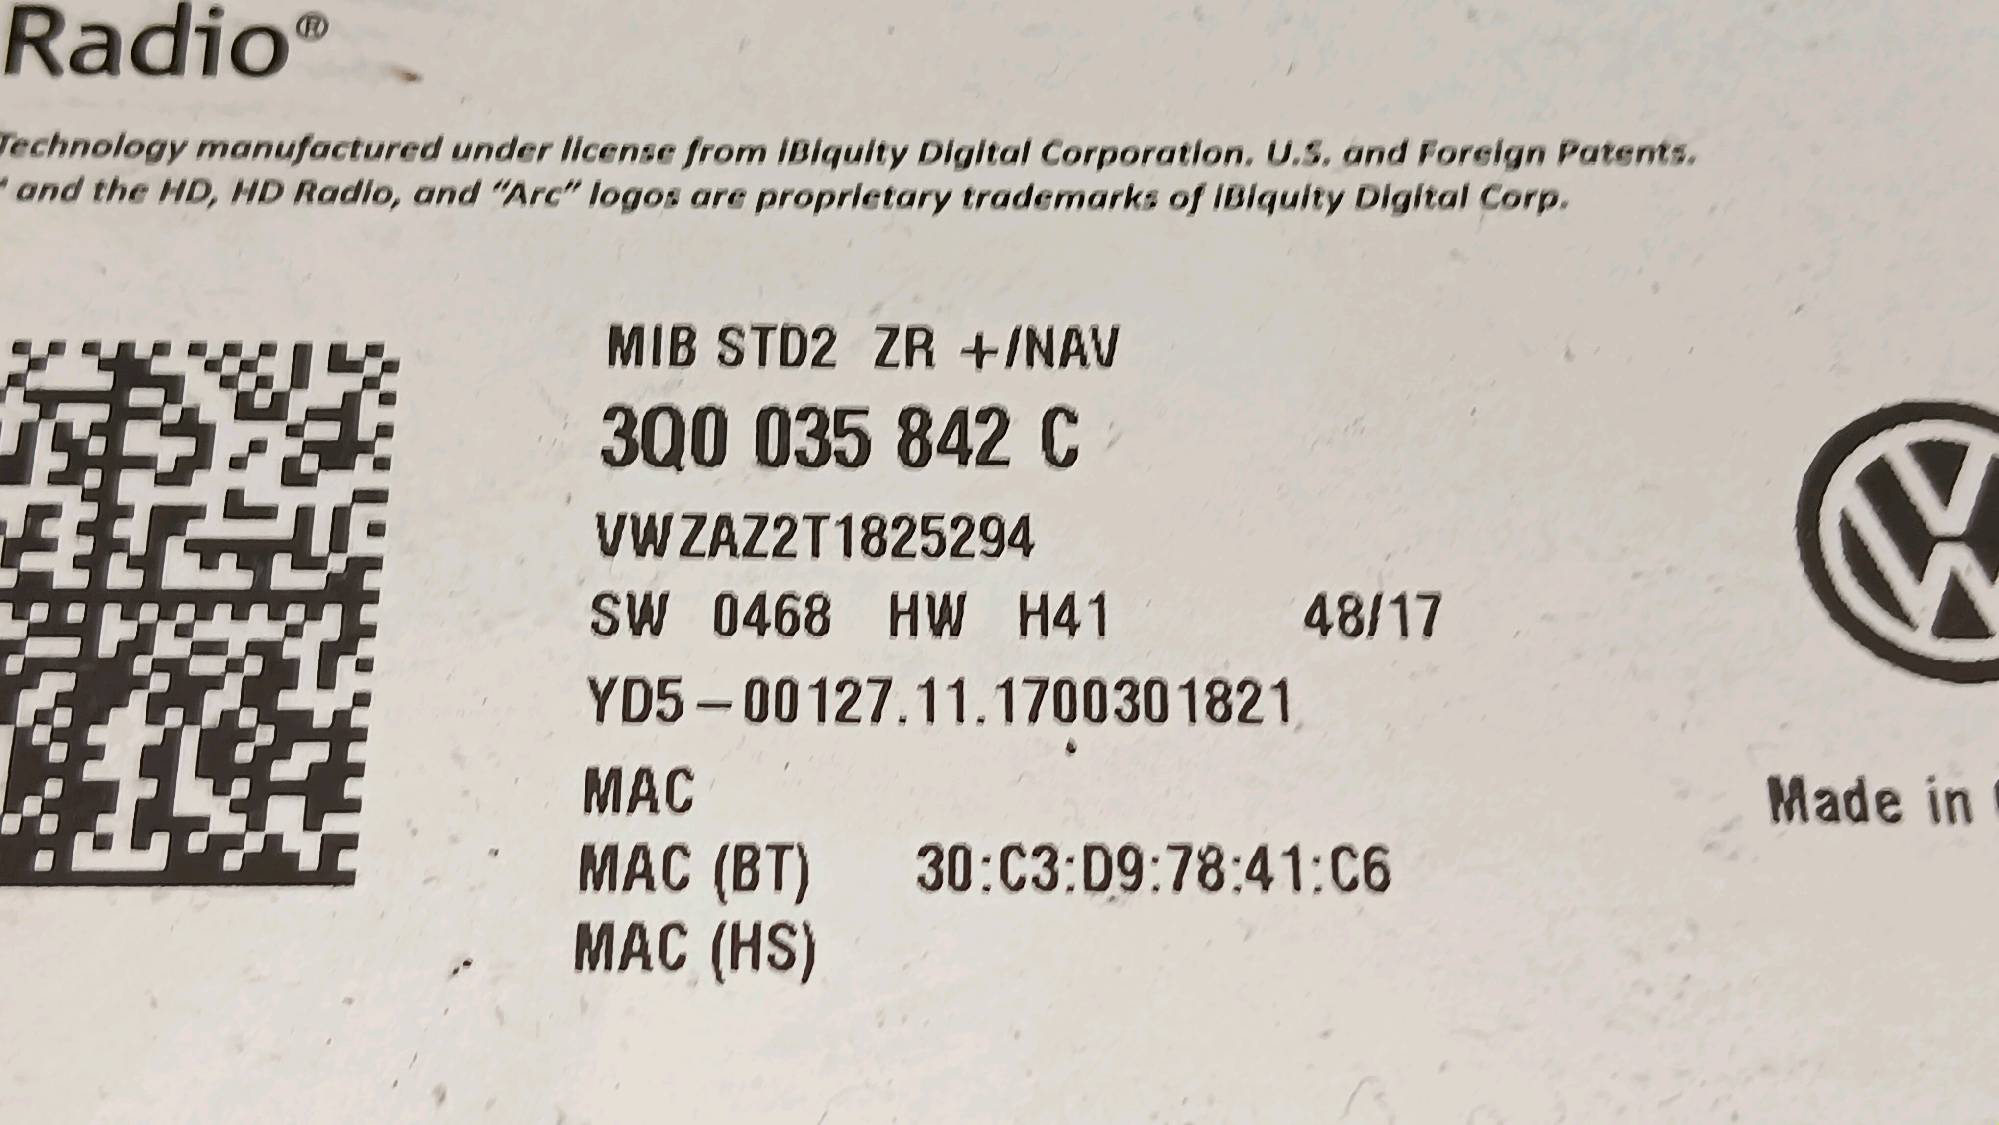 Radio®
Technology manufactured under license from iBiquity Digital Corporation. U.S. and Foreign Patents.
and the HD, HD Radio, and “Arc” logos are proprietary trademarks of iBiquity Digital Corp.
MIB STD2 ZR +/NAV
3Q0 035 842 C
VWZAZ2T1825294
SW 0468 HW H41 48/17
YD5-00127.11.1700301821
MAC
MAC (BT) 30:C3:D9:78:41:C6
MAC (HS)
Made in